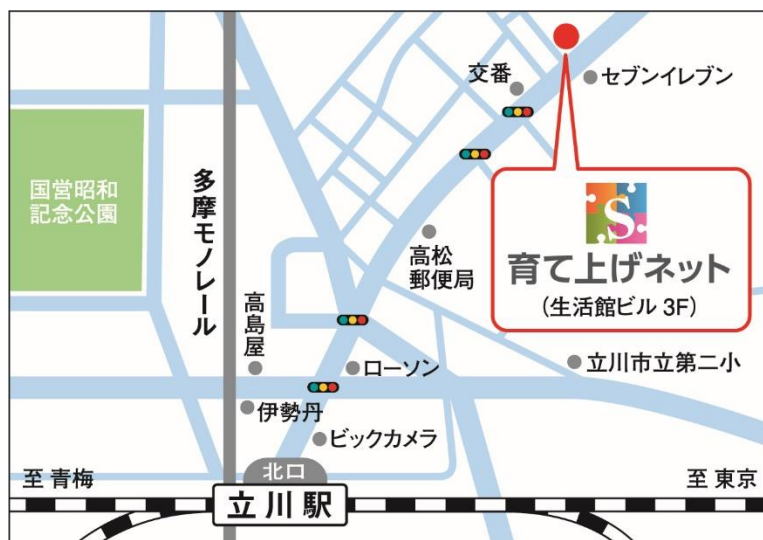 交番
セブンイレブン
国営昭和
記念公園
多摩モノレール
S
育て上げネット
(生活館ビル 3F)
高松
郵便局
高島屋
ローソン
立川市立第二小
伊勢丹
ビックカメラ
至 青梅
北口
至 東京
立川駅